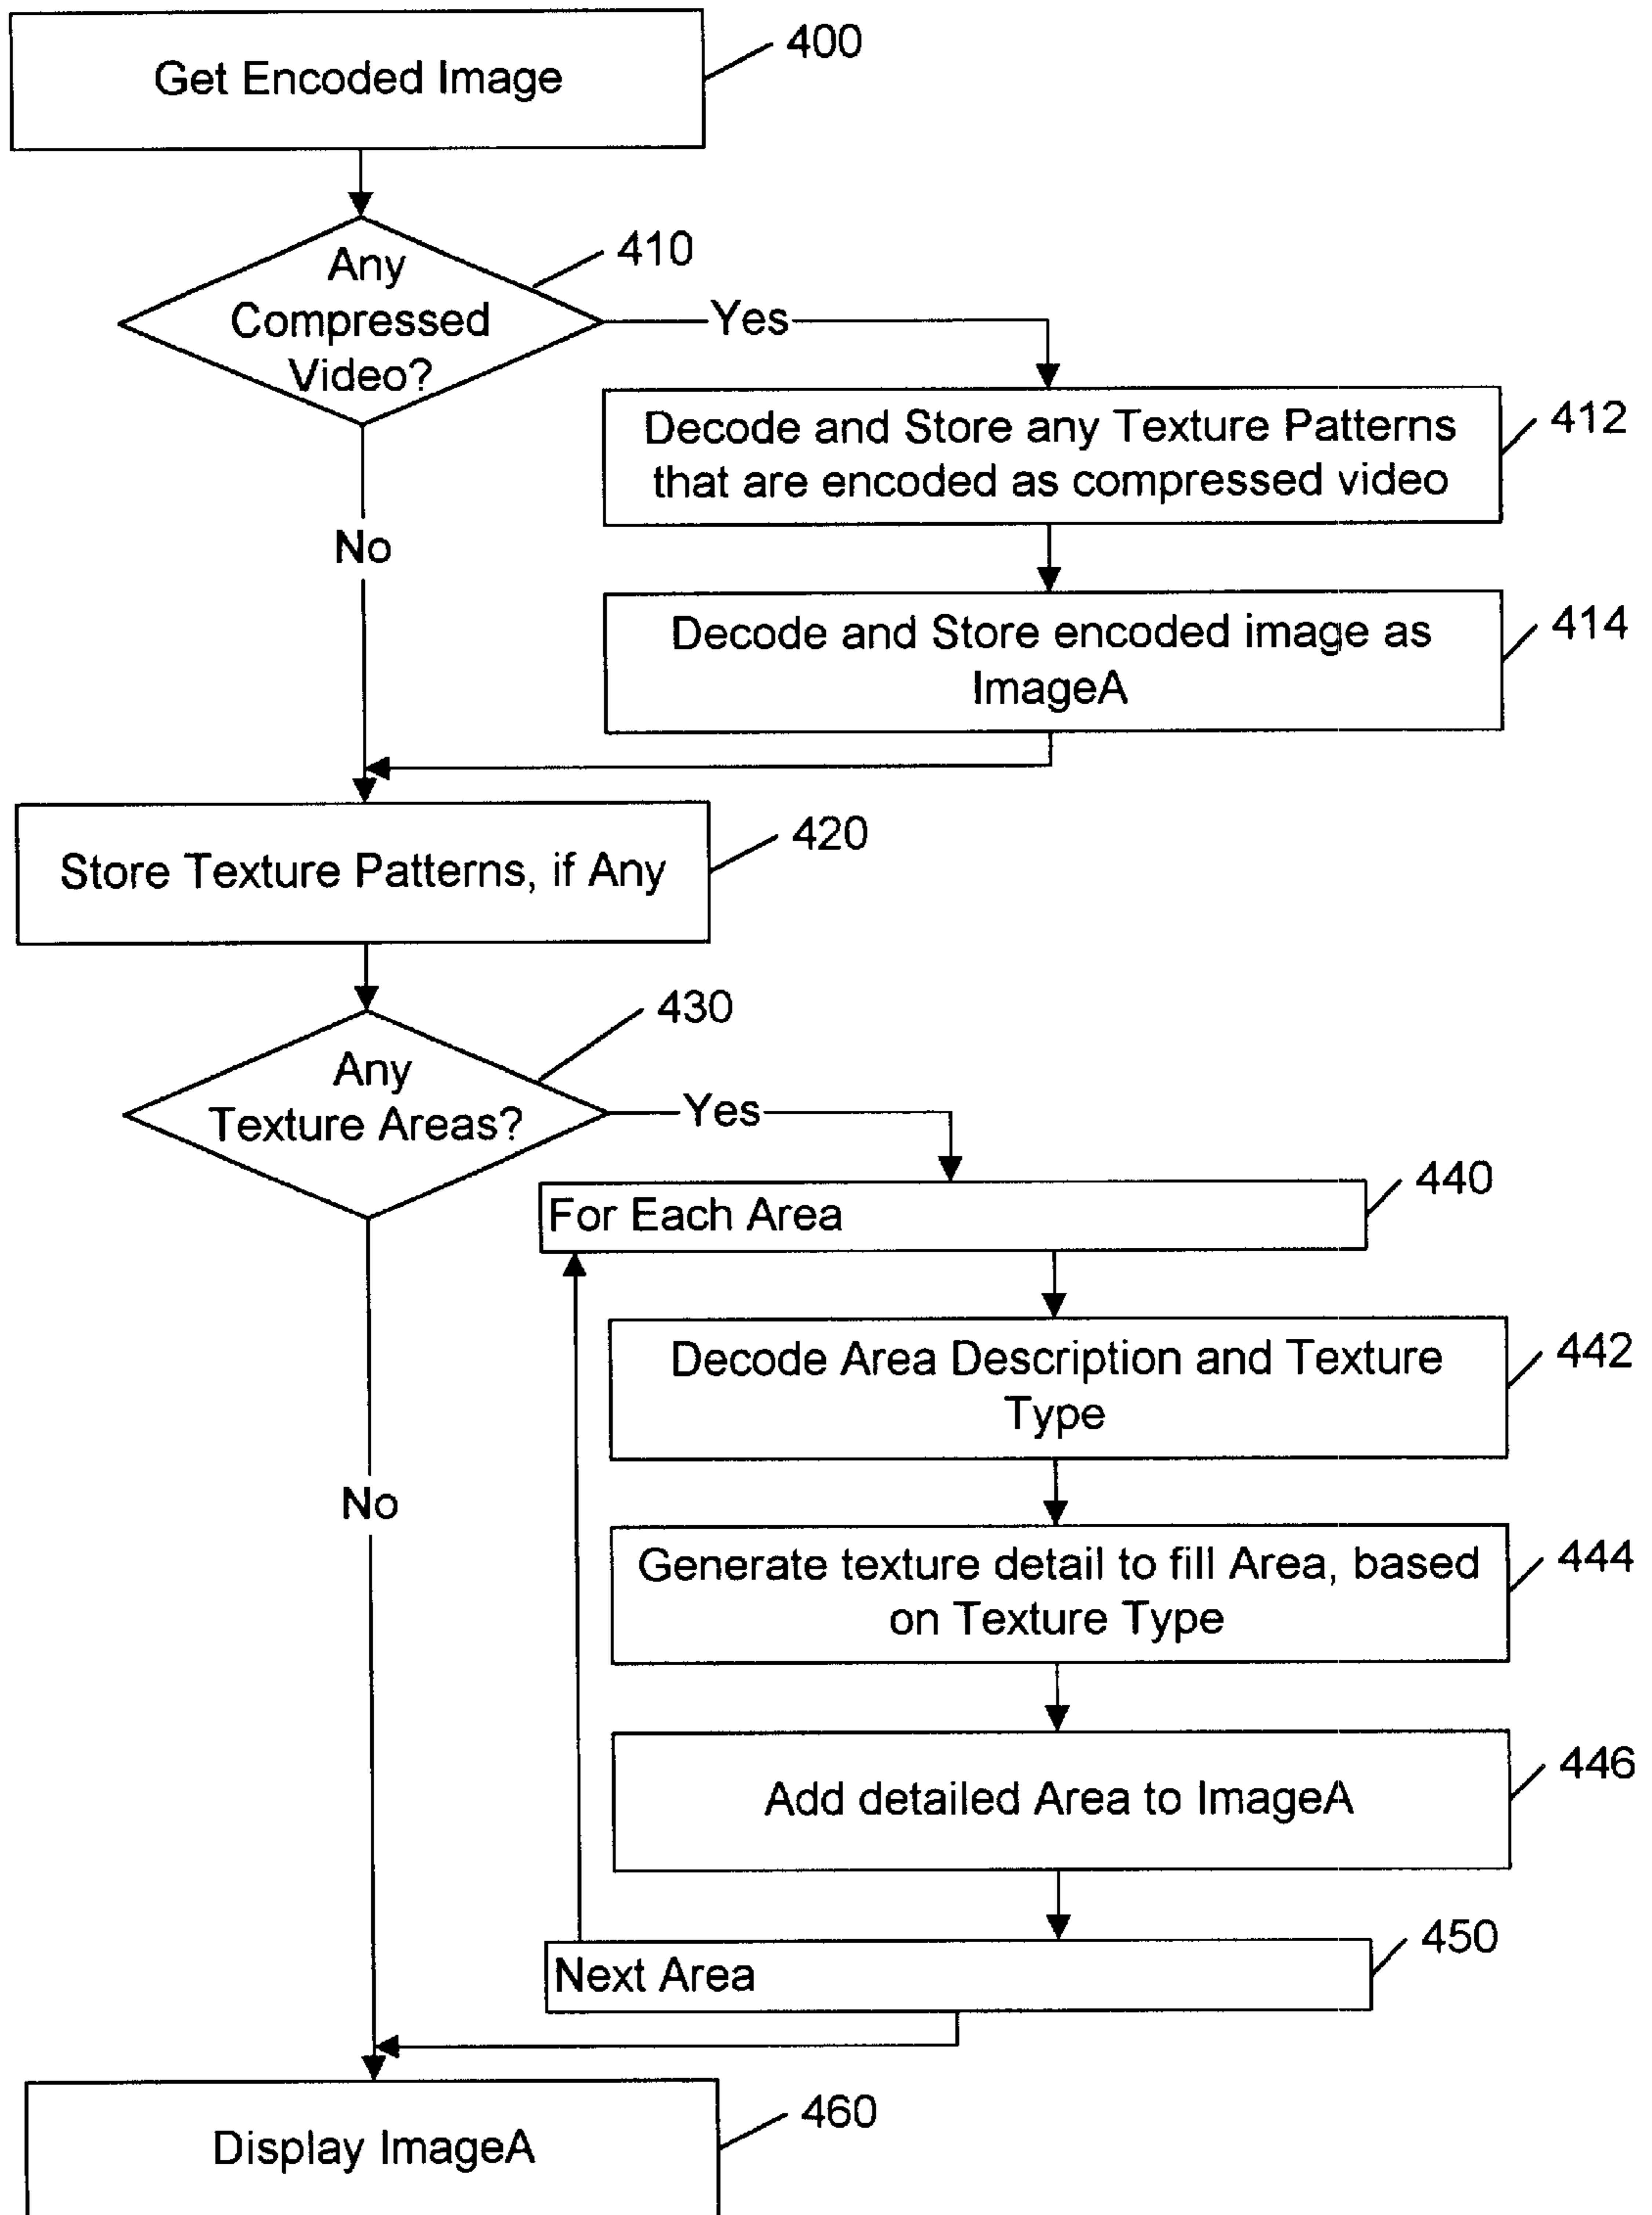 Get Encoded Image
400
Any
Compressed
Video?
410
Yes
Decode and Store any Texture Patterns
that are encoded as compressed video
412
No
Decode and Store encoded image as
ImageA
414
Store Texture Patterns, if Any
420
Any
Texture Areas?
430
Yes
For Each Area
440
Decode Area Description and Texture
Type
442
No
Generate texture detail to fill Area, based
on Texture Type
444
Add detailed Area to ImageA
446
Next Area
450
Display ImageA
460